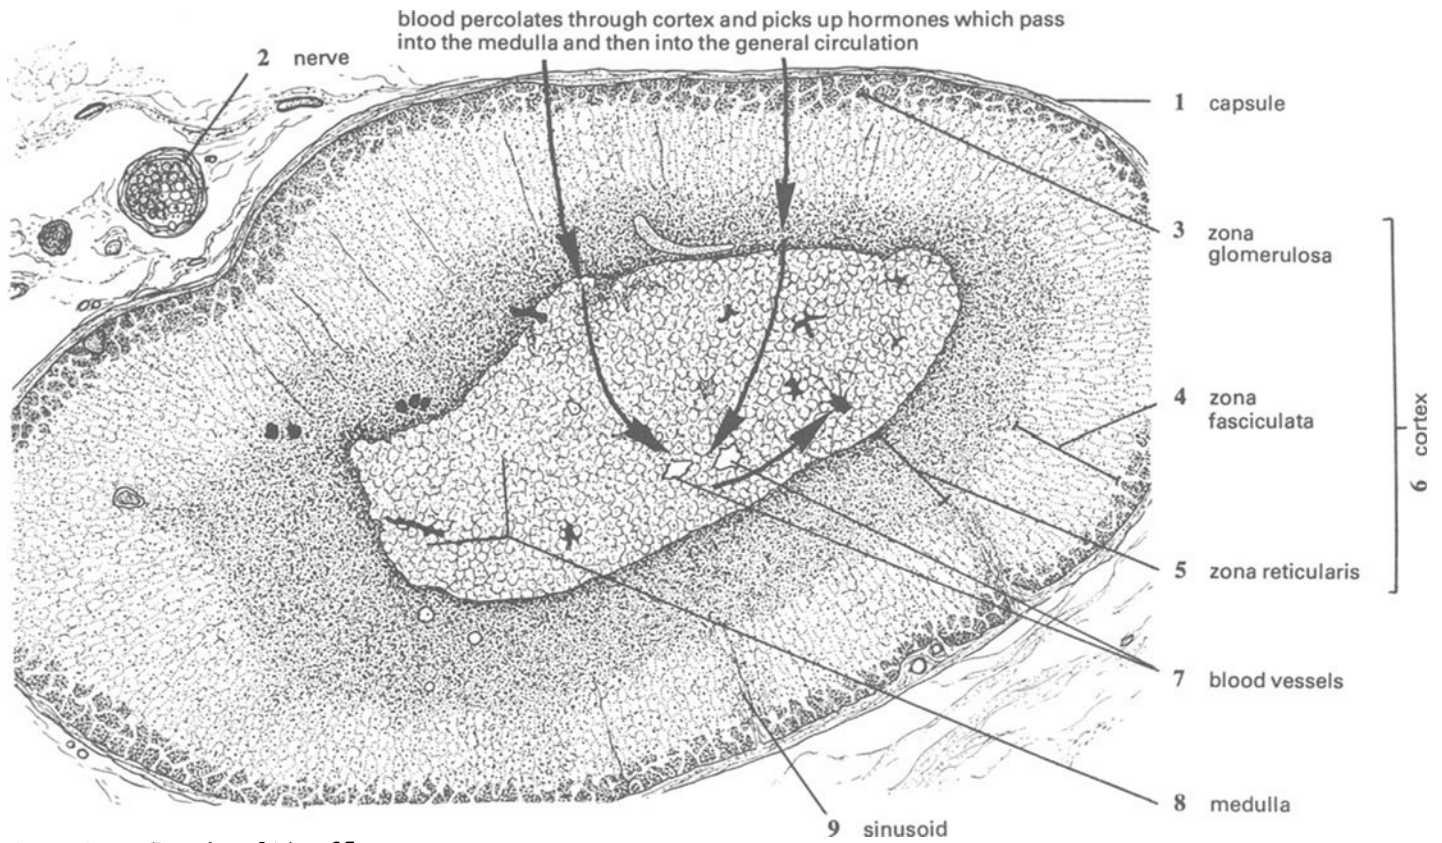 blood percolates through cortex and picks up hormones which pass
into the medulla and then into the general circulation
2 nerve
1 capsule
3 zona
glomerulosa
4 zona
fasciculata
6 cortex
5 zona reticularis
7 blood vessels
8 medulla
9 sinusoid